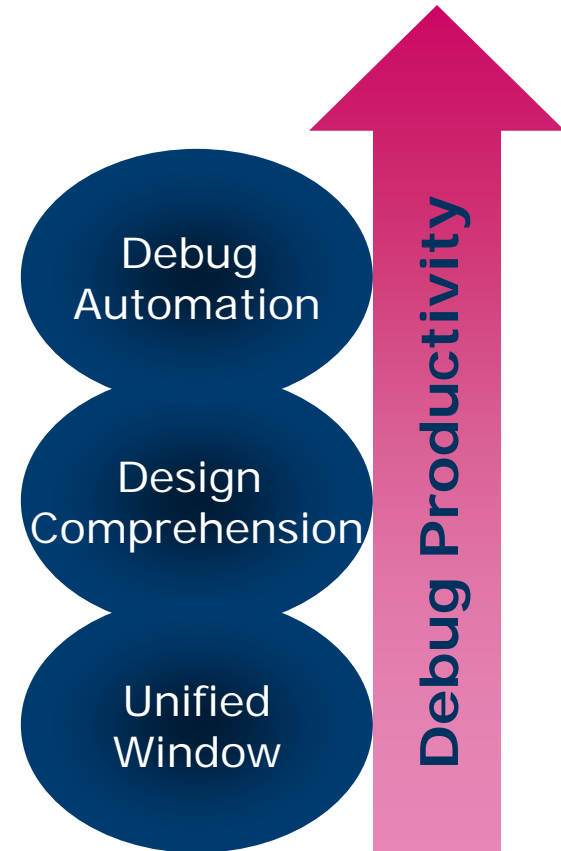 Debug
Automation
Design
Comprehension
Unified
Window
Debug Productivity